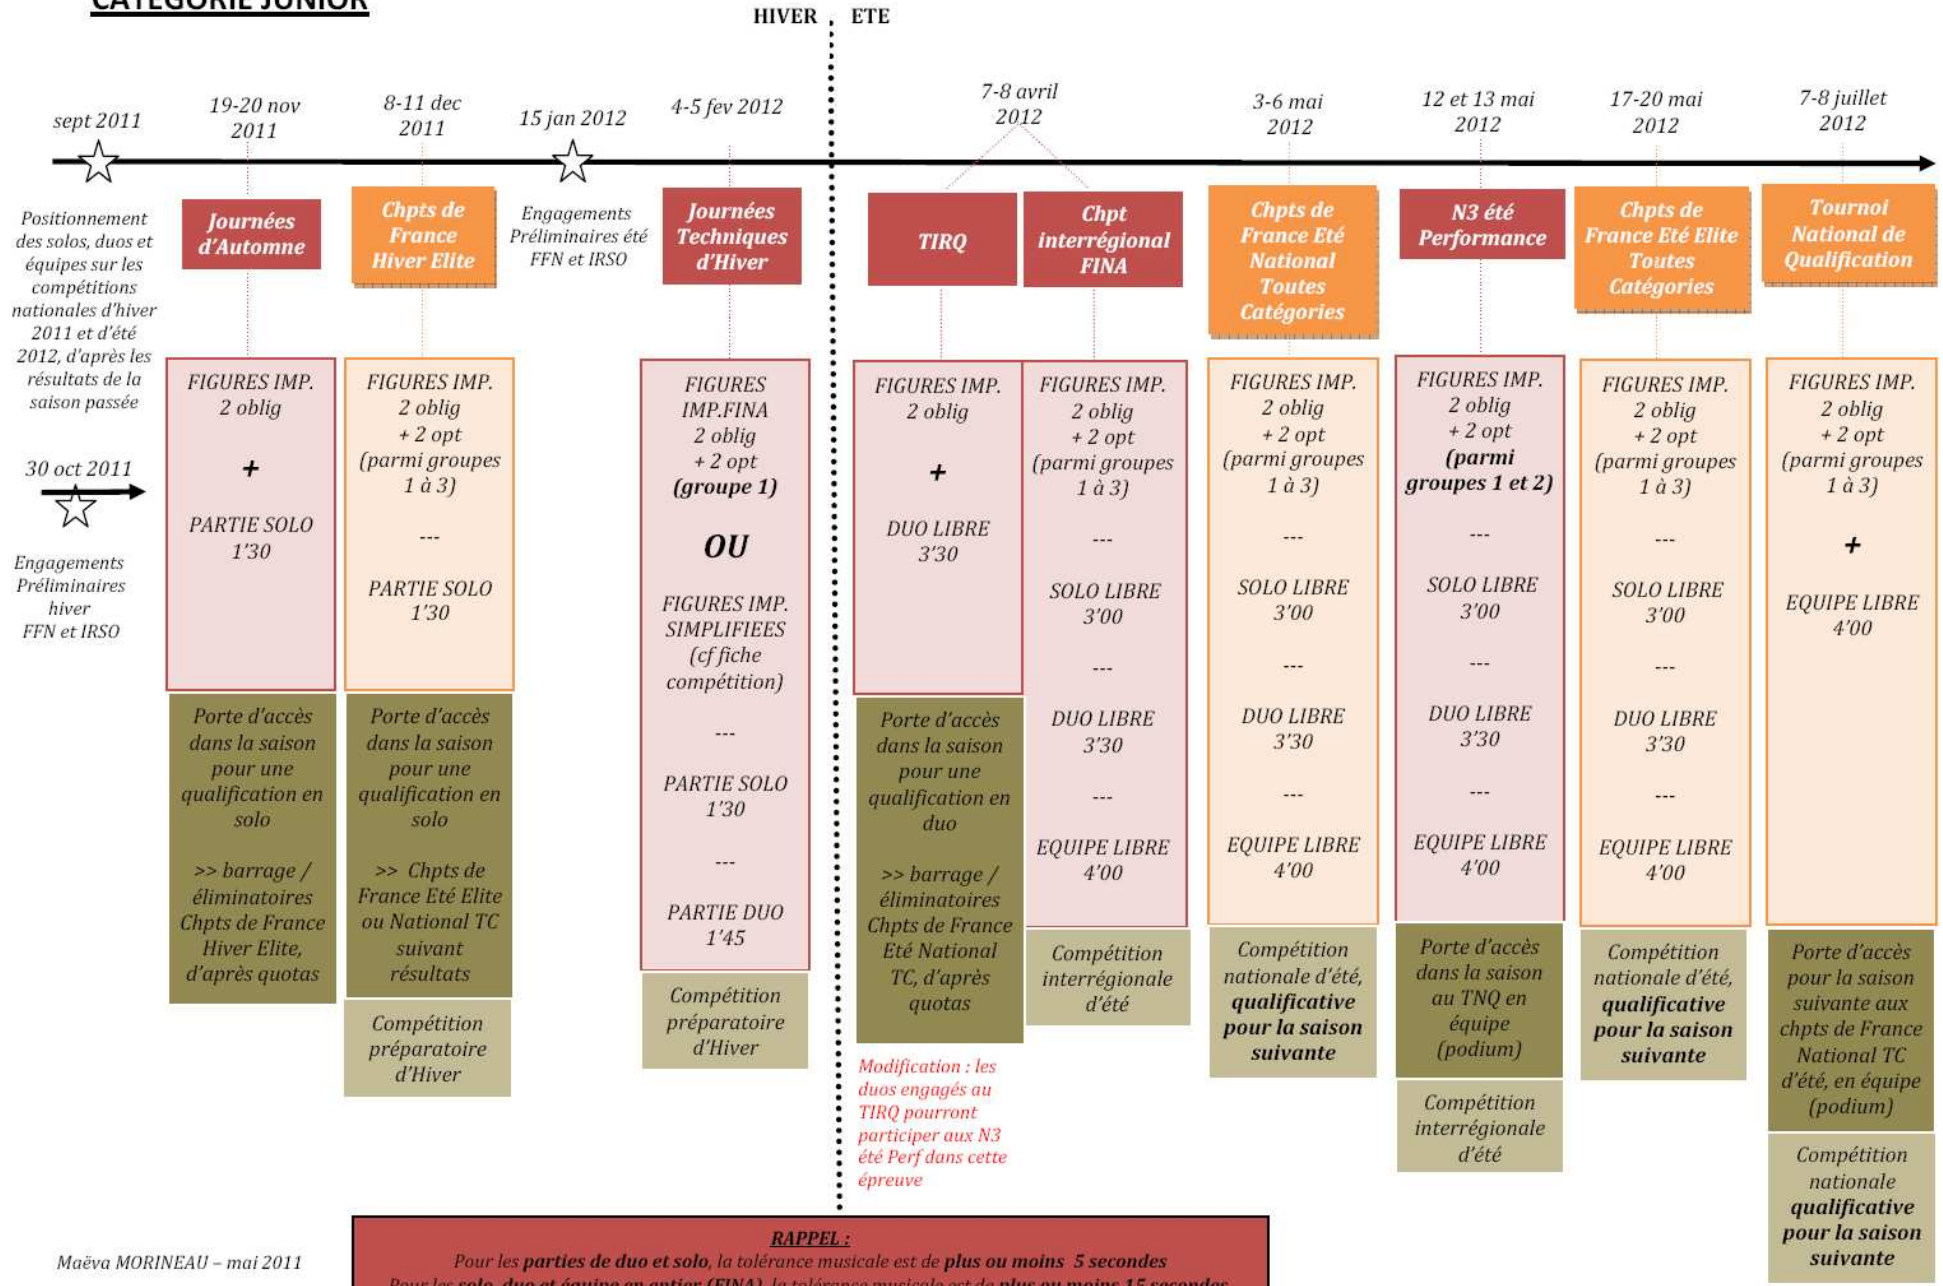 CATEGORIE JUNIOR
HIVER
ETE
sept 2011
19-20 nov
2011
8-11 dec
2011
15 jan 2012
4-5 fev 2012
7-8 avril
2012
3-6 mai
2012
12 et 13 mai
2012
17-20 mai
2012
7-8 juillet
2012
Positionnement
des solos, duos et
équipes sur les
compétitions
nationales d'hiver
2011 et d'été
2012, d'après les
résultats de la
saison passée
30 oct 2011
Engagements
Préliminaires
hiver
FFN et IRSO
Journées
d'Automne
FIGURES IMP.
2 oblig
+
PARTIE SOLO
1'30
Porte d'accès
dans la saison
pour une
qualification en
solo
>> barrage /
éliminatoires
Chpts de France
Hiver Elite,
d'après quotas
Chpts de
France
Hiver Elite
FIGURES IMP.
2 oblig
+ 2 opt
(parmi groupes
1 à 3)
---
PARTIE SOLO
1'30
Porte d'accès
dans la saison
pour une
qualification en
solo
>> Chpts de
France Eté Elite
ou National TC
suivant
résultats
Compétition
préparatoire
d'Hiver
Engagements
Préliminaires été
FFN et IRSO
Journées
Techniques
d'Hiver
FIGURES
IMP.FINA
2 oblig
+ 2 opt
(groupe 1)
OU
FIGURES IMP.
SIMPLIFIEES
(cf fiche
compétition)
---
PARTIE SOLO
1'30
---
PARTIE DUO
1'45
Compétition
préparatoire
d'Hiver
TIRQ
FIGURES IMP.
2 oblig
+
DUO LIBRE
3'30
Porte d'accès
dans la saison
pour une
qualification en
duo
>> barrage /
éliminatoires
Chpts de France
Eté National
TC, d'après
quotas
Modification : les
duos engagés au
TIRQ pourront
participer aux N3
été Perf dans cette
épreuve
Chpt
interrégional
FINA
FIGURES IMP.
2 oblig
+ 2 opt
(parmi groupes
1 à 3)
---
SOLO LIBRE
3'00
---
DUO LIBRE
3'30
---
EQUIPE LIBRE
4'00
Compétition
interrégionale
d'été
Chpts de
France Eté
National
Toutes
Catégories
FIGURES IMP.
2 oblig
+ 2 opt
(parmi groupes
1 à 3)
---
SOLO LIBRE
3'00
---
DUO LIBRE
3'30
---
EQUIPE LIBRE
4'00
Compétition
nationale d'été,
qualificative
pour la saison
suivante
N3 été
Performance
FIGURES IMP.
2 oblig
+ 2 opt
(parmi
groupes 1 et 2)
---
SOLO LIBRE
3'00
---
DUO LIBRE
3'30
---
EQUIPE LIBRE
4'00
Porte d'accès
dans la saison
au TNQ en
équipe
(podium)
Compétition
interrégionale
d'été
Chpts de
France Eté Elite
Toutes
Catégories
FIGURES IMP.
2 oblig
+ 2 opt
(parmi groupes
1 à 3)
---
SOLO LIBRE
3'00
---
DUO LIBRE
3'30
---
EQUIPE LIBRE
4'00
Compétition
nationale d'été,
qualificative
pour la saison
suivante
Tournoi
National de
Qualification
FIGURES IMP.
2 oblig
+ 2 opt
(parmi groupes
1 à 3)
+
EQUIPE LIBRE
4'00
Porte d'accès
pour la saison
suivante aux
chpts de France
National TC
d'été, en équipe
(podium)
Compétition
nationale
qualificative
pour la saison
suivante
Maëva MORINEAU – mai 2011
RAPPEL :
Pour les parties de duo et solo, la tolérance musicale est de plus ou moins 5 secondes
Pour les solo, duo et équipe en entier (FINA), la tolérance musicale est de plus ou moins 15 secondes